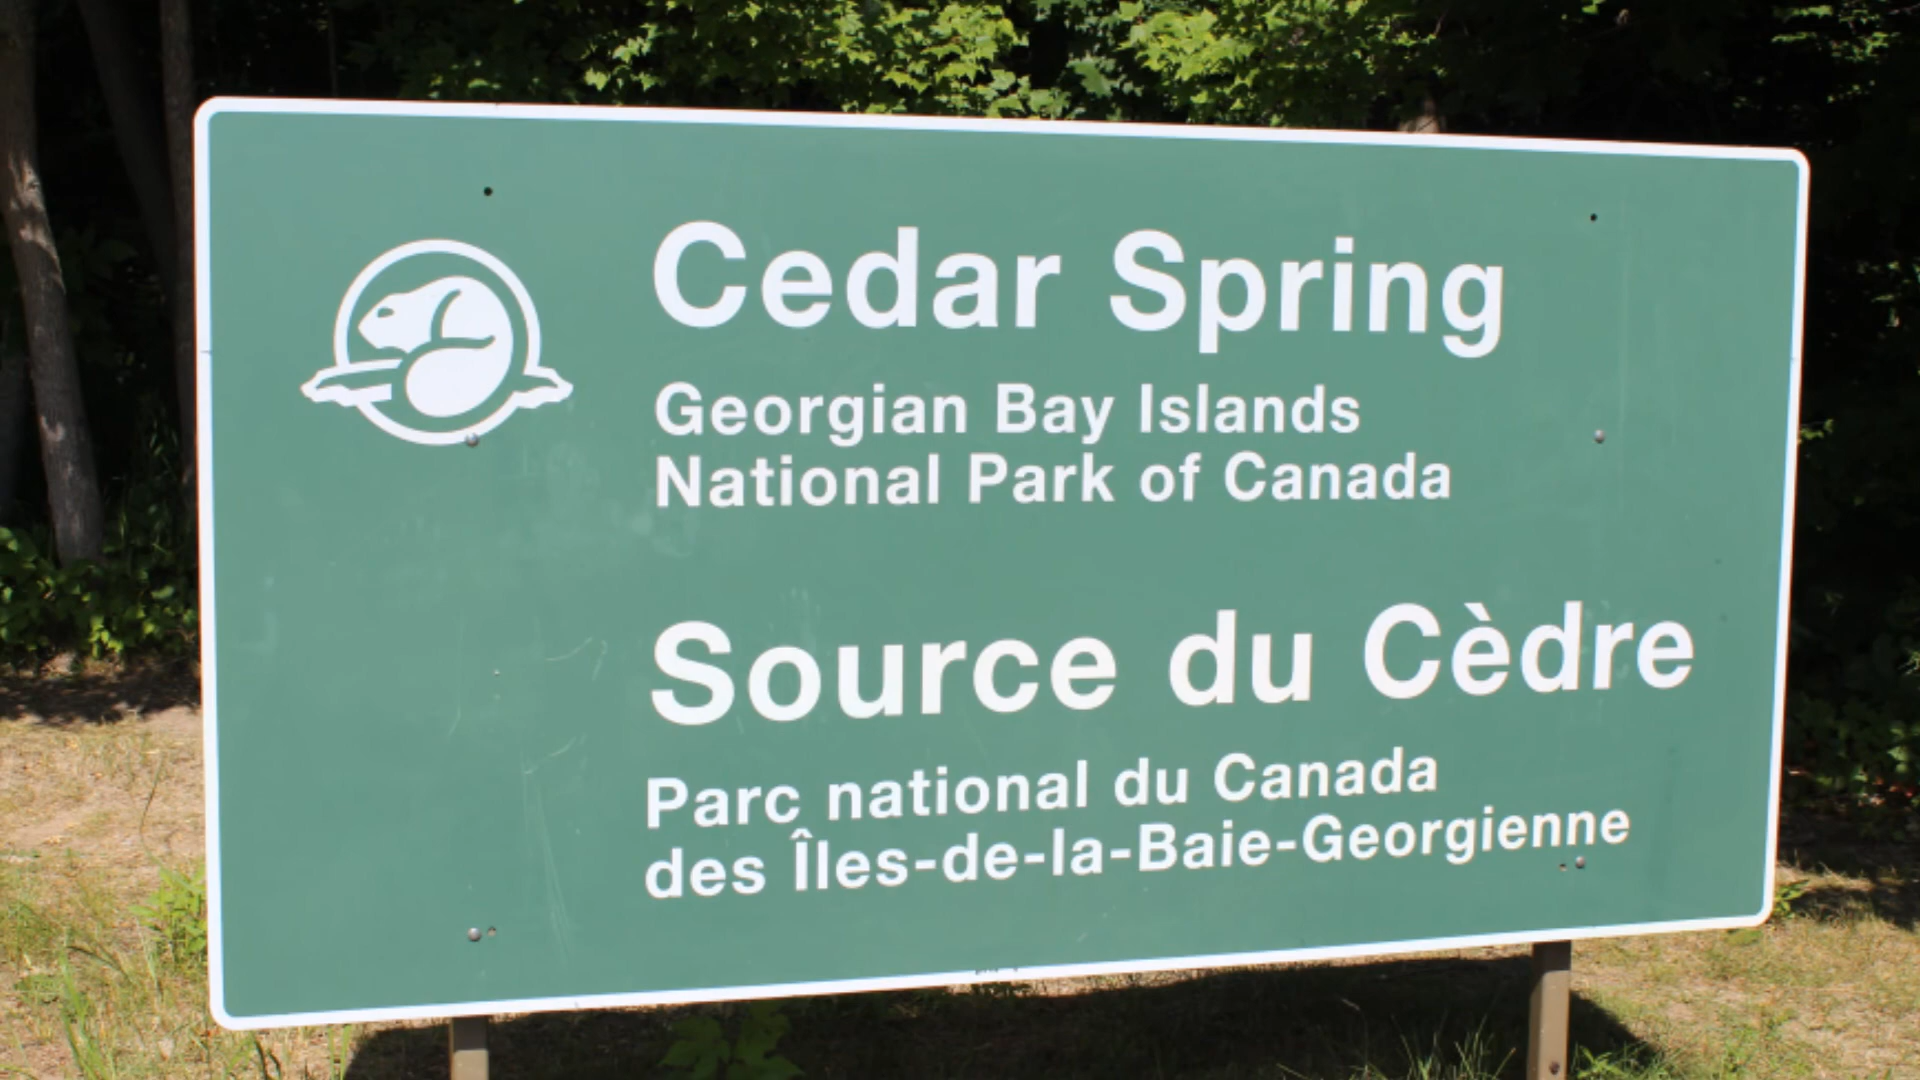 Cedar Spring
Georgian Bay Islands
National Park of Canada
Source du Cèdre
Parc national du Canada
des Îles-de-la-Baie-Georgienne